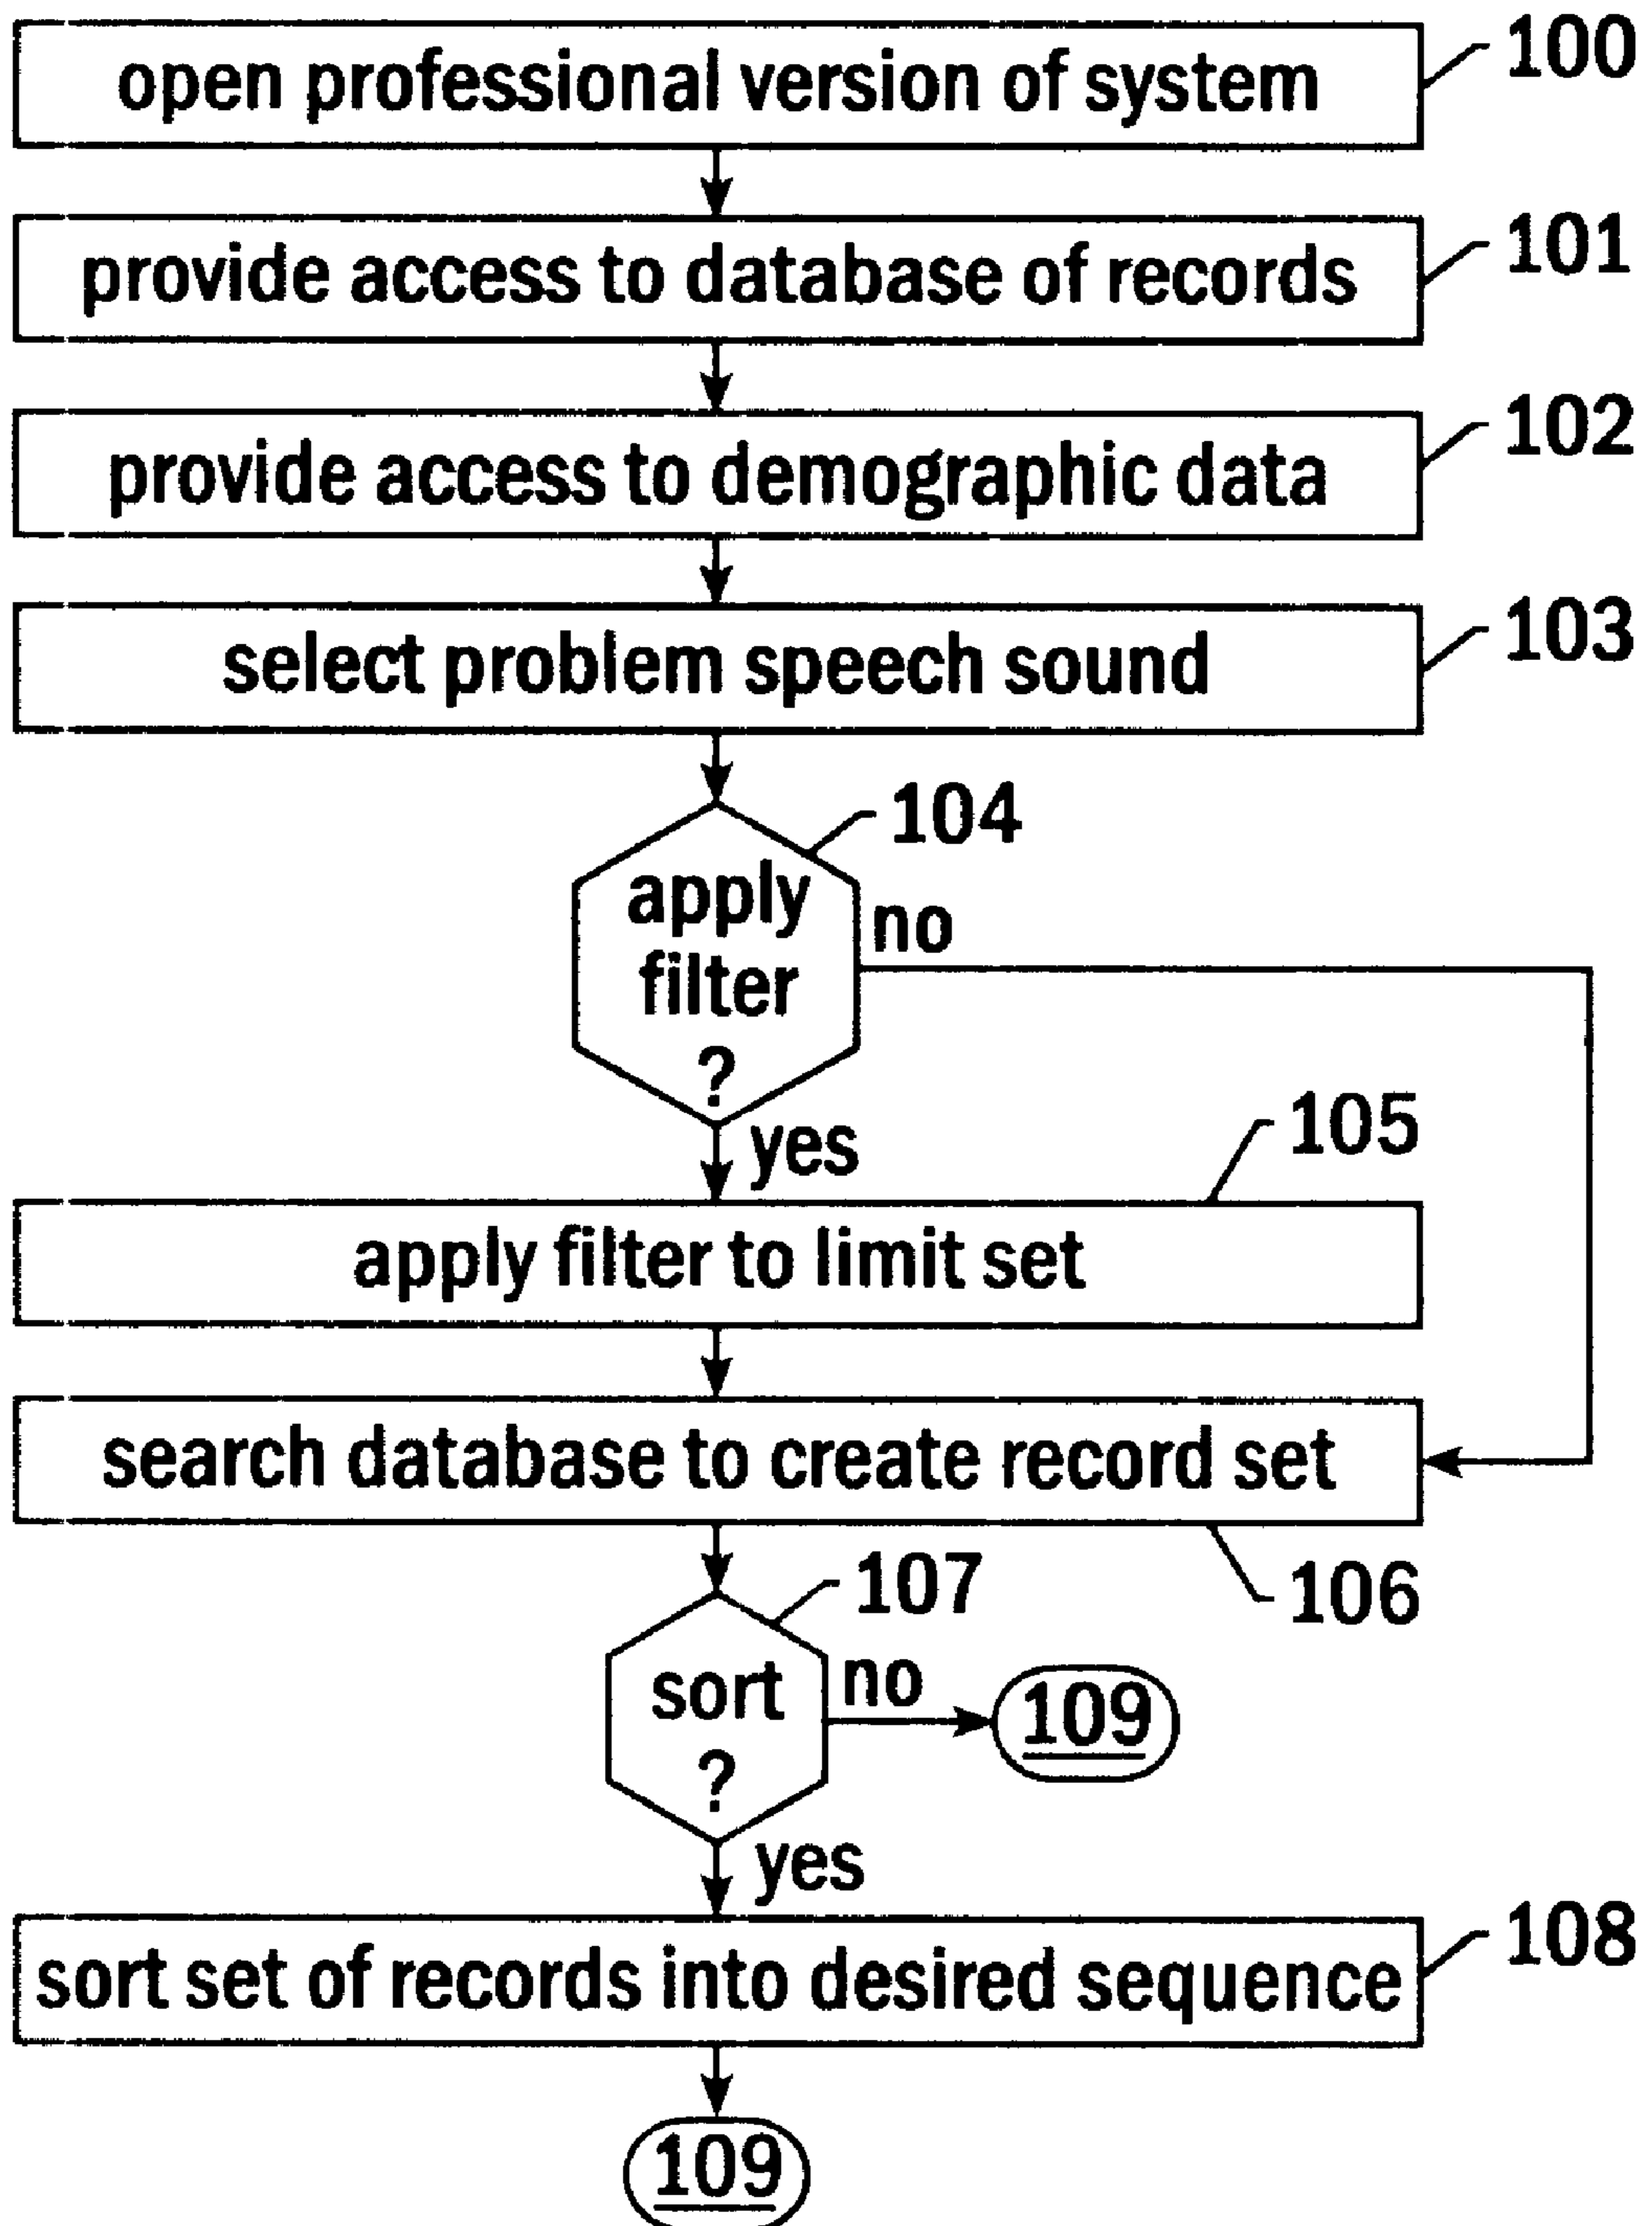 open professional version of system
100
provide access to database of records
101
provide access to demographic data
102
select problem speech sound
103
104
apply
filter
?
no
yes
105
apply filter to limit set
search database to create record set
106
107
sort
?
no
109
yes
sort set of records into desired sequence
108
109